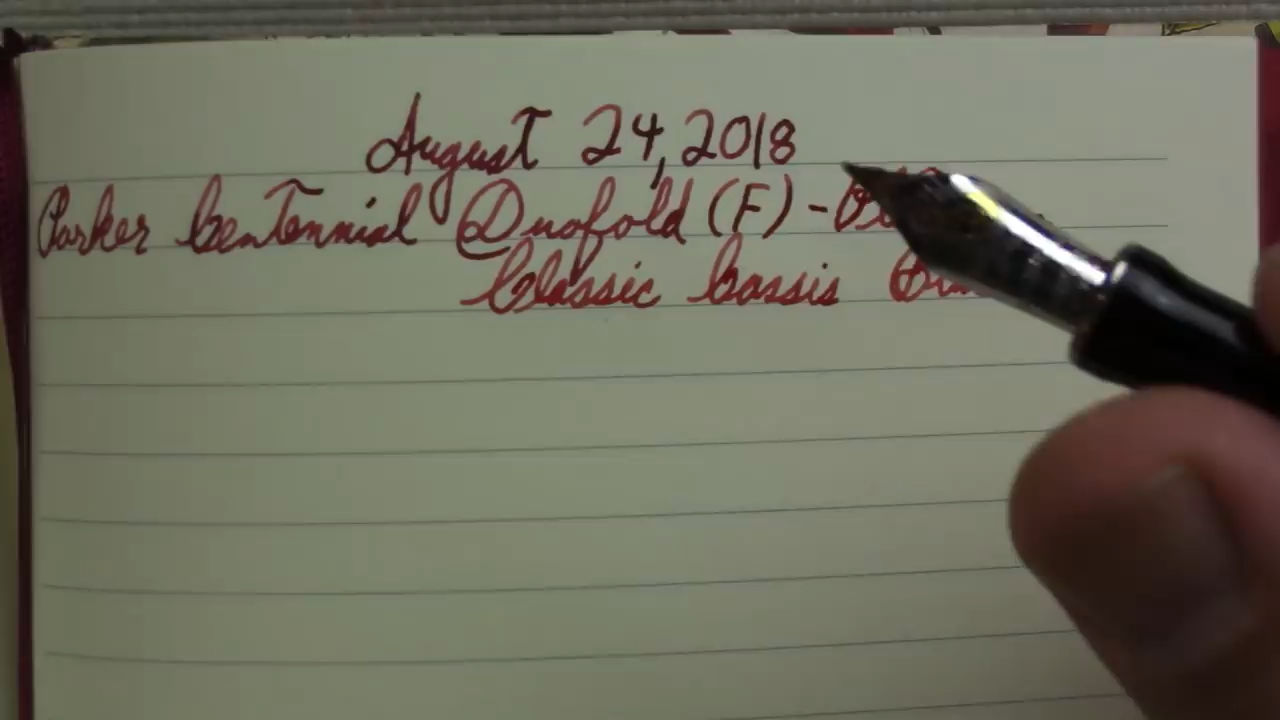 August 24, 2018
Parker Centennial Duofold (F) -
Classic Cassis